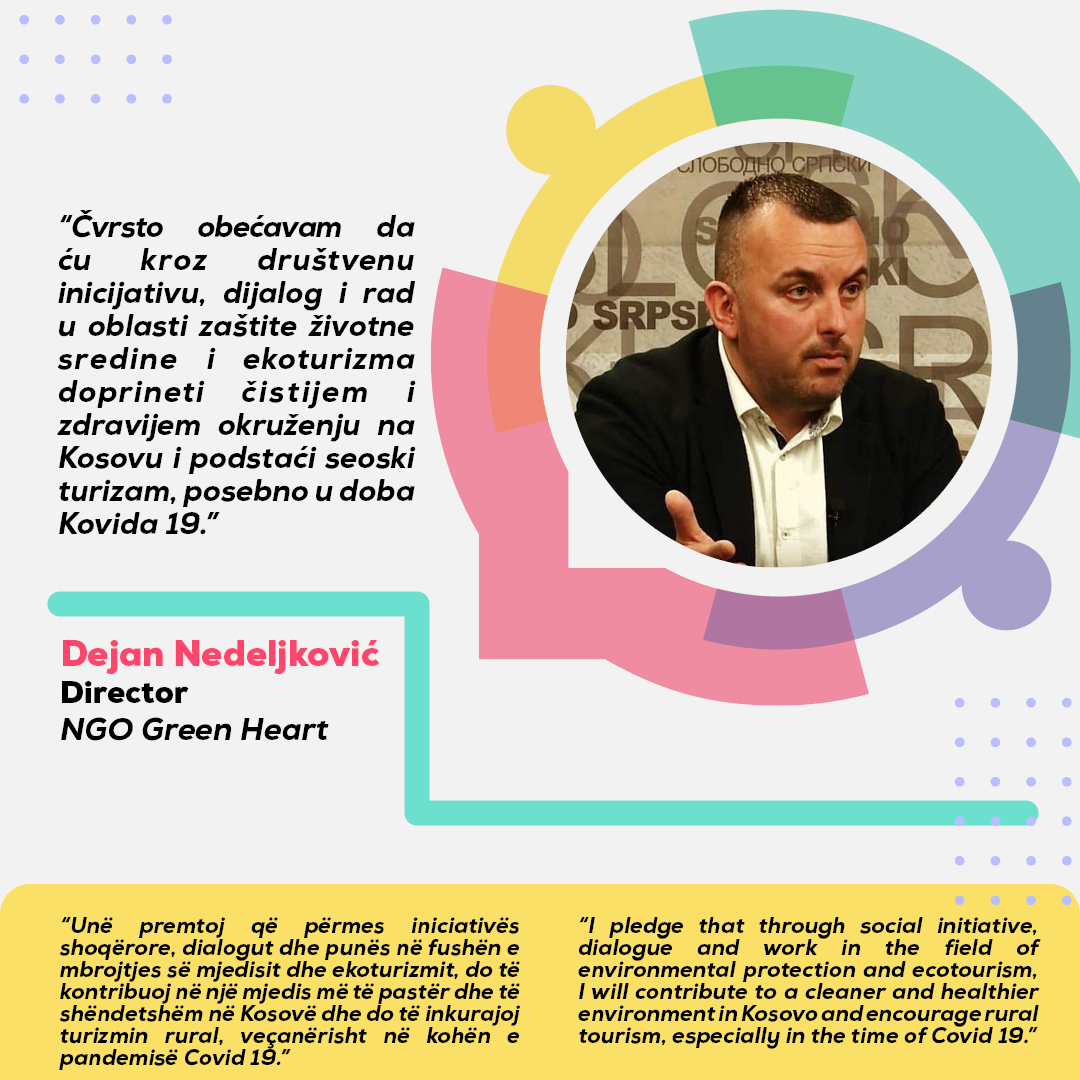 “Čvrsto obećavam da
ću kroz društvenu
inicijativu, dijalog i rad
u oblasti zaštite životne
sredine i ekoturizma
doprineti čistijem i
zdravijem okruženju na
Kosovu i podstaći seoski
turizam, posebno u doba
Kovida 19.”
СЛОБОДНО СРПСКИ
SRPSK
KI
Dejan Nedeljković
Director
NGO Green Heart
“Unë premtoj që përmes iniciativës
shoqërore, dialogut dhe punës në fushën e
mbrojtjes së mjedisit dhe ekoturizmit, do të
kontribuoj në një mjedis më të pastër dhe të
shëndetshëm në Kosovë dhe do të inkurajoj
turizmin rural, veçanërisht në kohën e
pandemisë Covid 19.”
“I pledge that through social initiative,
dialogue and work in the field of
environmental protection and ecotourism,
I will contribute to a cleaner and healthier
environment in Kosovo and encourage rural
tourism, especially in the time of Covid 19.”